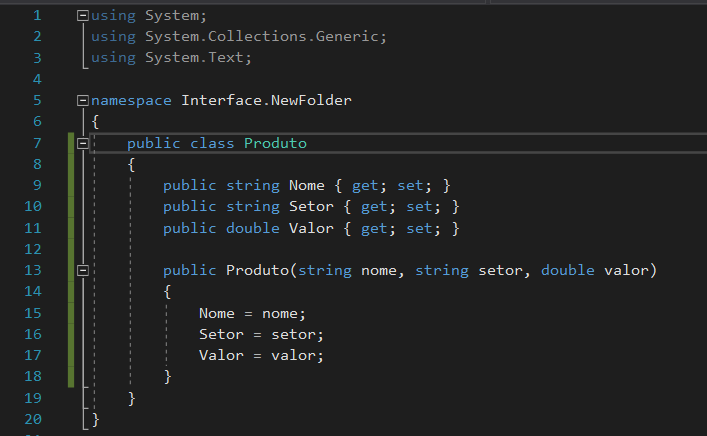 1 using System;
2 using System.Collections.Generic;
3 using System.Text;
4
5 namespace Interface.NewFolder
6 {
7 public class Produto
8 {
9 public string Nome { get; set; }
10 public string Setor { get; set; }
11 public double Valor { get; set; }
12
13 public Produto(string nome, string setor, double valor)
14 {
15 Nome = nome;
16 Setor = setor;
17 Valor = valor;
18 }
19 }
20 }